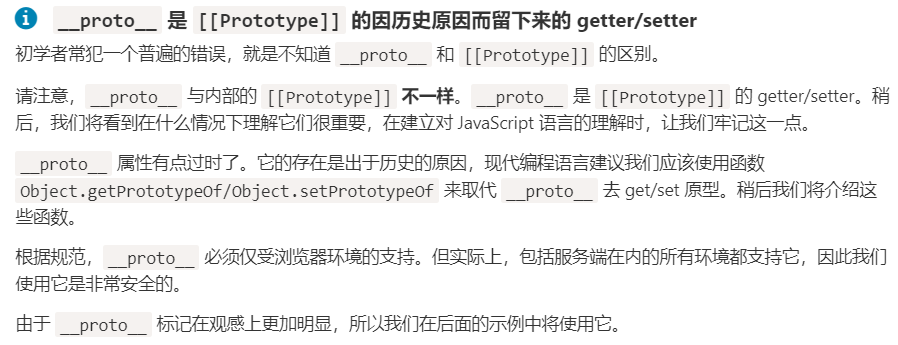 __proto__ 是 [[Prototype]] 的因历史原因而留下来的 getter/setter
初学者常犯一个普遍的错误，就是不知道 __proto__ 和 [[Prototype]] 的区别。
请注意，__proto__ 与内部的 [[Prototype]] 不一样。__proto__ 是 [[Prototype]] 的 getter/setter。稍
后，我们将看到在什么情况下理解它们很重要，在建立对 JavaScript 语言的理解时，让我们牢记这一点。
__proto__ 属性有点过时了。它的存在是出于历史的原因，现代编程语言建议我们应该使用函数
Object.getPrototypeOf/Object.setPrototypeOf 来取代 __proto__ 去 get/set 原型。稍后我们将介绍这
些函数。
根据规范，__proto__ 必须仅受浏览器环境的支持。但实际上，包括服务端在内的所有环境都支持它，因此我们
使用它是非常安全的。
由于 __proto__ 标记在观感上更加明显，所以我们在后面的示例中将使用它。